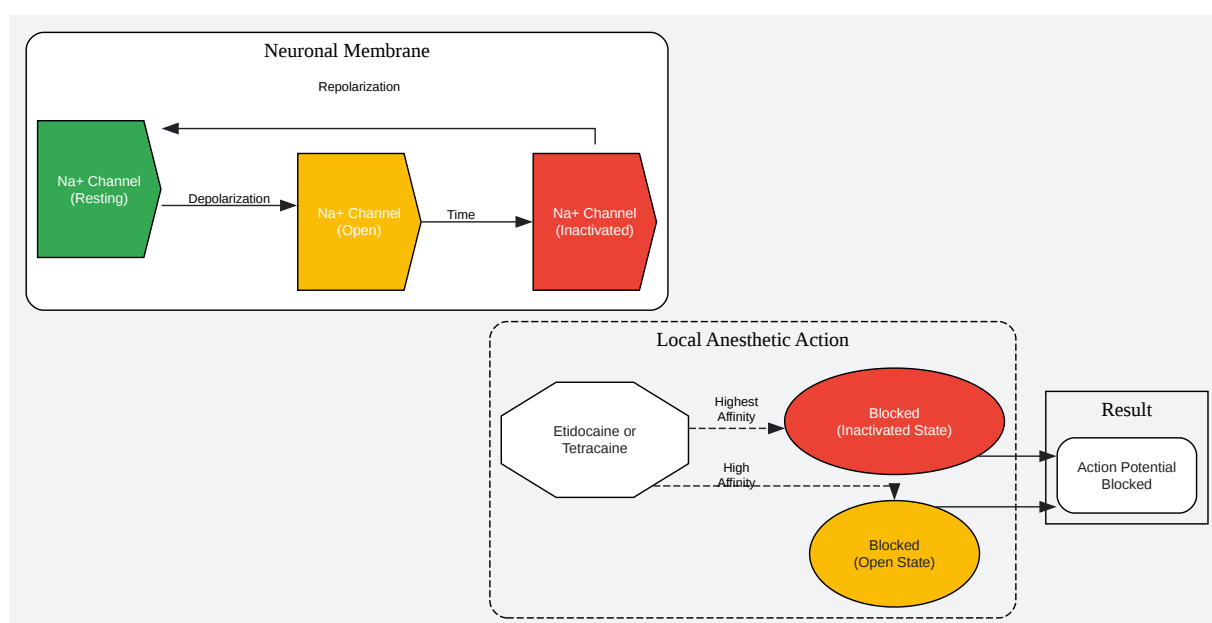 Neuronal Membrane
Repolarization
Na+ Channel
(Resting)
Depolarization
Na+ Channel
(Open)
Time
Na+ Channel
(Inactivated)
Local Anesthetic Action
Etidocaine or
Tetracaine
Highest
Affinity
High
Affinity
Blocked
(Inactivated State)
Blocked
(Open State)
Result
Action Potential
Blocked